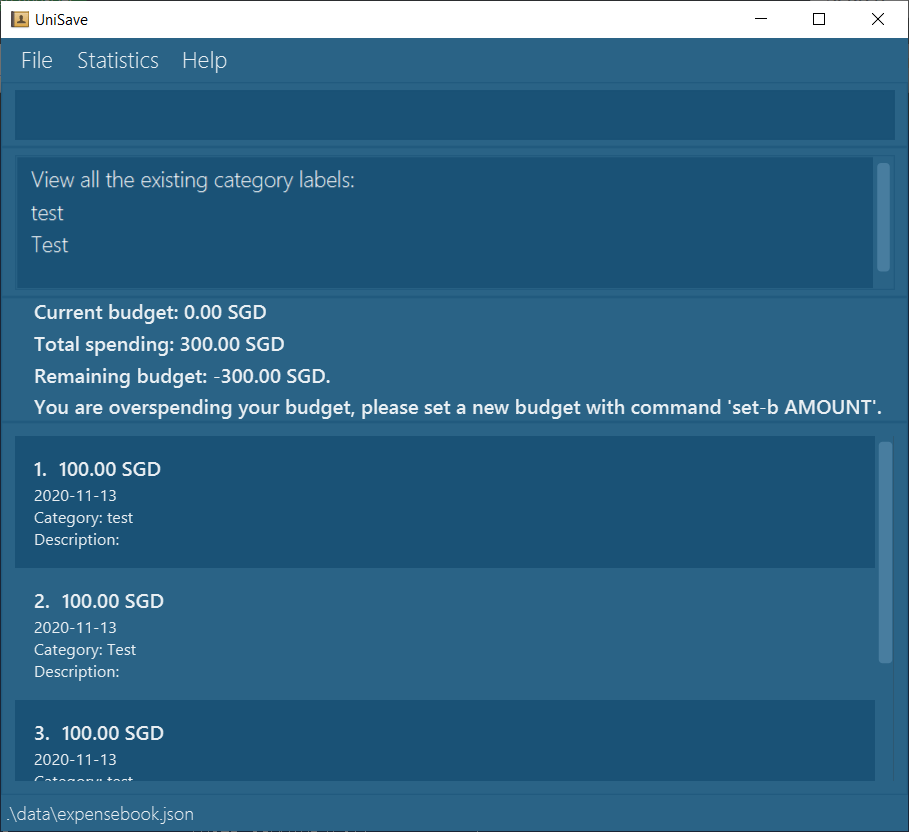 UniSave
File Statistics Help
View all the existing category labels:
test
Test
Current budget: 0.00 SGD
Total spending: 300.00 SGD
Remaining budget: -300.00 SGD.
You are overspending your budget, please set a new budget with command 'set-b AMOUNT'.
1. 100.00 SGD
2020-11-13
Category: test
Description:
2. 100.00 SGD
2020-11-13
Category: Test
Description:
3. 100.00 SGD
2020-11-13
Category: test
.\data\expensebook.json